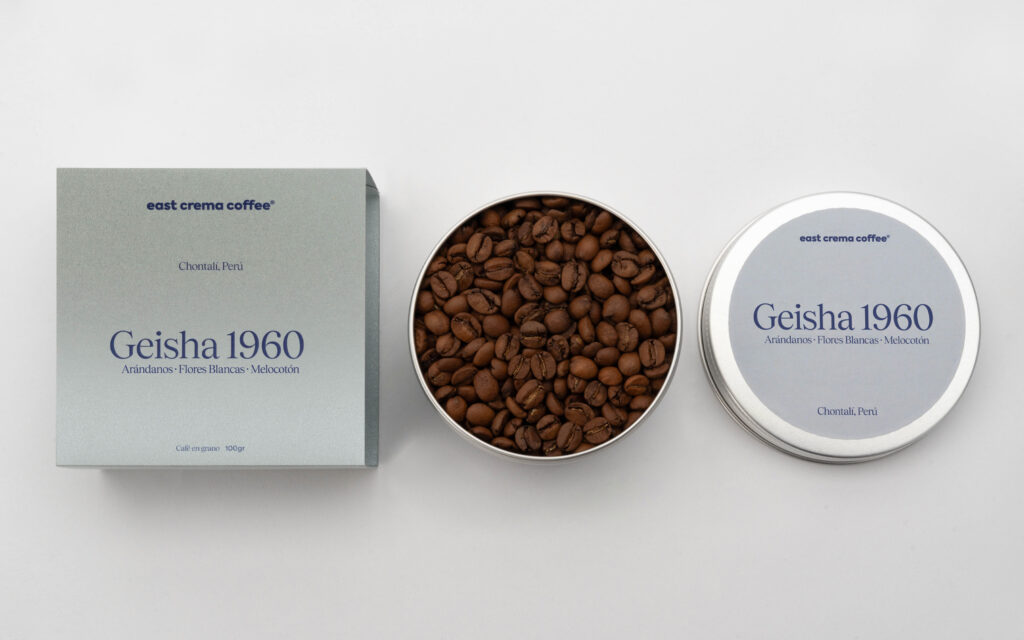 east crema coffee®
Chontalí, Perú
Geisha 1960
Arándanos · Flores Blancas · Melocotón
Café en grano 100gr
east crema coffee®
Geisha 1960
Arándanos · Flores Blancas · Melocotón
Chontalí, Perú